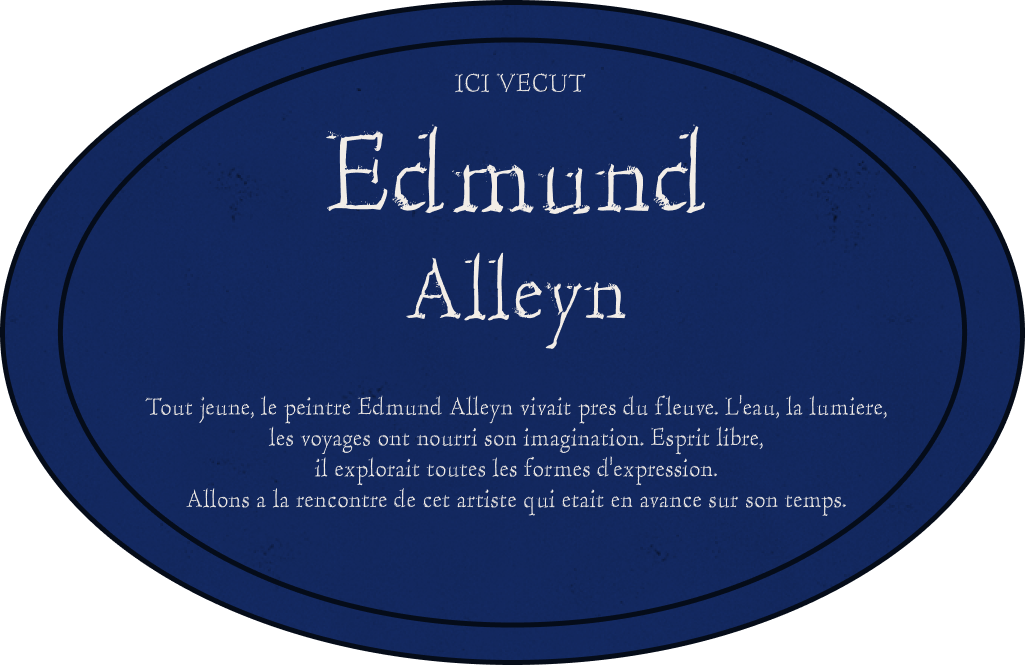 ICI VECUT
Edmund
Alleyn
Tout jeune, le peintre Edmund Alleyn vivait pres du fleuve. L'eau, la lumiere,
les voyages ont nourri son imagination. Esprit libre,
il explorait toutes les formes d'expression.
Allons a la rencontre de cet artiste qui etait en avance sur son temps.